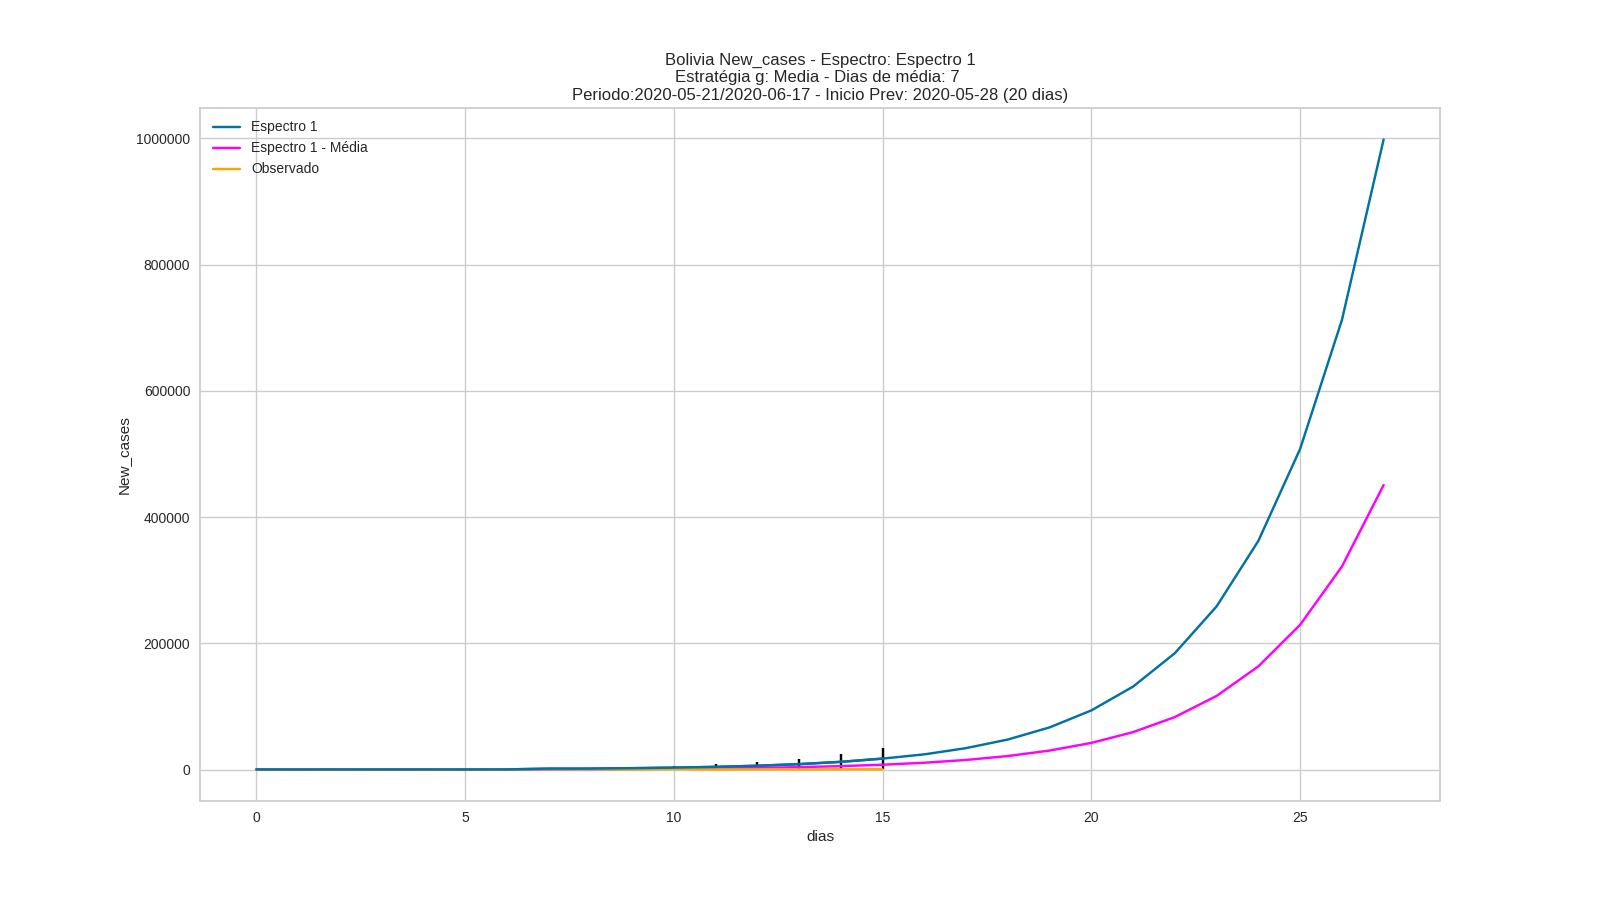 Bolivia New_cases - Espectro: Espectro 1
Estratégia g: Media - Dias de média: 7
Periodo:2020-05-21/2020-06-17 - Inicio Prev: 2020-05-28 (20 dias)
Espectro 1
Espectro 1 - Média
Observado
1000000
800000
600000
400000
200000
0
New_cases
0 5 10 15 20 25
dias